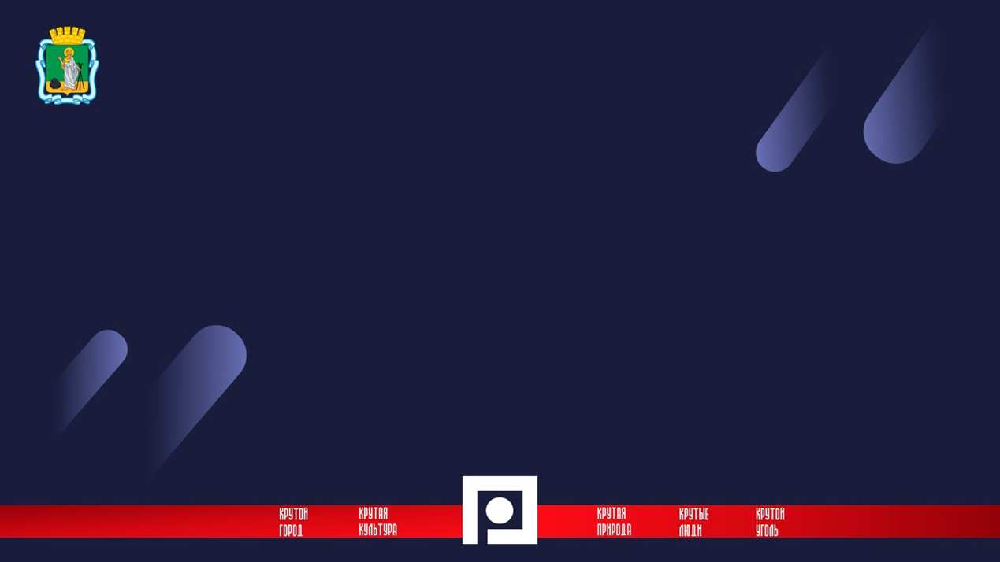 КРУТОЙ
ГОРОД
КРУТАЯ
КУЛЬТУРА
КРУТАЯ
ПРИРОДА
КРУТЫЕ
ЛЮДИ
КРУТОЙ
УГОЛЬ